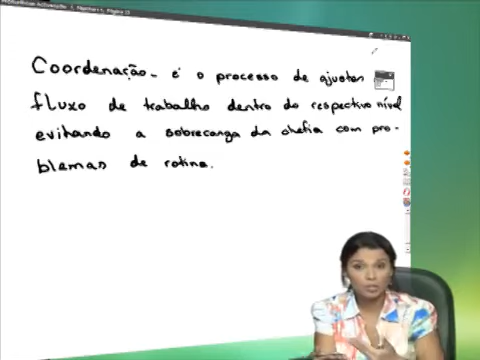 Coordenação - é o processo de ajustar
fluxo de trabalho dentro do respectivo nível
evitando a sobrecarga da chefia com pro-
blemas de rotina.